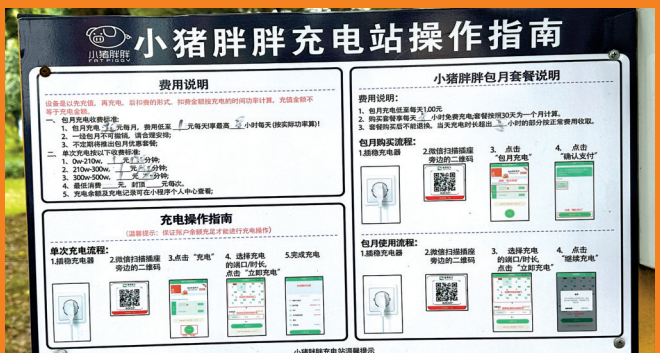 小猪胖胖
FAT PIGGY
小猪胖胖充电站操作指南
费用说明
设备是以先充值，再充电，后扣费的形式，扣费金额按充电的时间功率计算，充值金额不
等于充电金额。
一、包月充电收费标准:
1、包月充电 元每月，费用低至 元每天!享最高 小时每天(按实际功率算)!
2、一经包月不可撤销，请合理安排;
3、不定期将推出包月优惠套餐;
二、单次充电按以下收费标准:
1、0w-210w, 元 分钟;
2、210w-300w, 元 分钟;
3、300w-500w, 元 分钟;
4、最低消费 元，封顶 元每次。
5、充电余额及充电记录可在小程序个人中心查看;
充电操作指南
(温馨提示：保证账户余额充足才能进行充电操作)
单次充电流程:
1.插稳充电器
2.微信扫描插座
旁边的二维码
3.点击“充电”
4、选择充电
的端口/时长,
点击“立即充电”
5.完成充电
小猪胖胖包月套餐说明
费用说明:
1、包月充电低至每天1.00元
2、购买套餐享每天 小时免费充电;套餐按照30天为一个月计算。
3、套餐购买后不能退换。当天充电时长超出 小时的部分按正常费用收取。
包月购买流程:
1.插稳充电器
2.微信扫描插座
旁边的二维码
3、点击
“包月充电”
4、点击
“确认支付”
包月使用流程:
1.插稳充电器
2.微信扫描插座
旁边的二维码
3、选择充电
的端口/时长,
点击“立即充电”
4、点击
“继续充电”
小猪胖胖充电站温馨提示